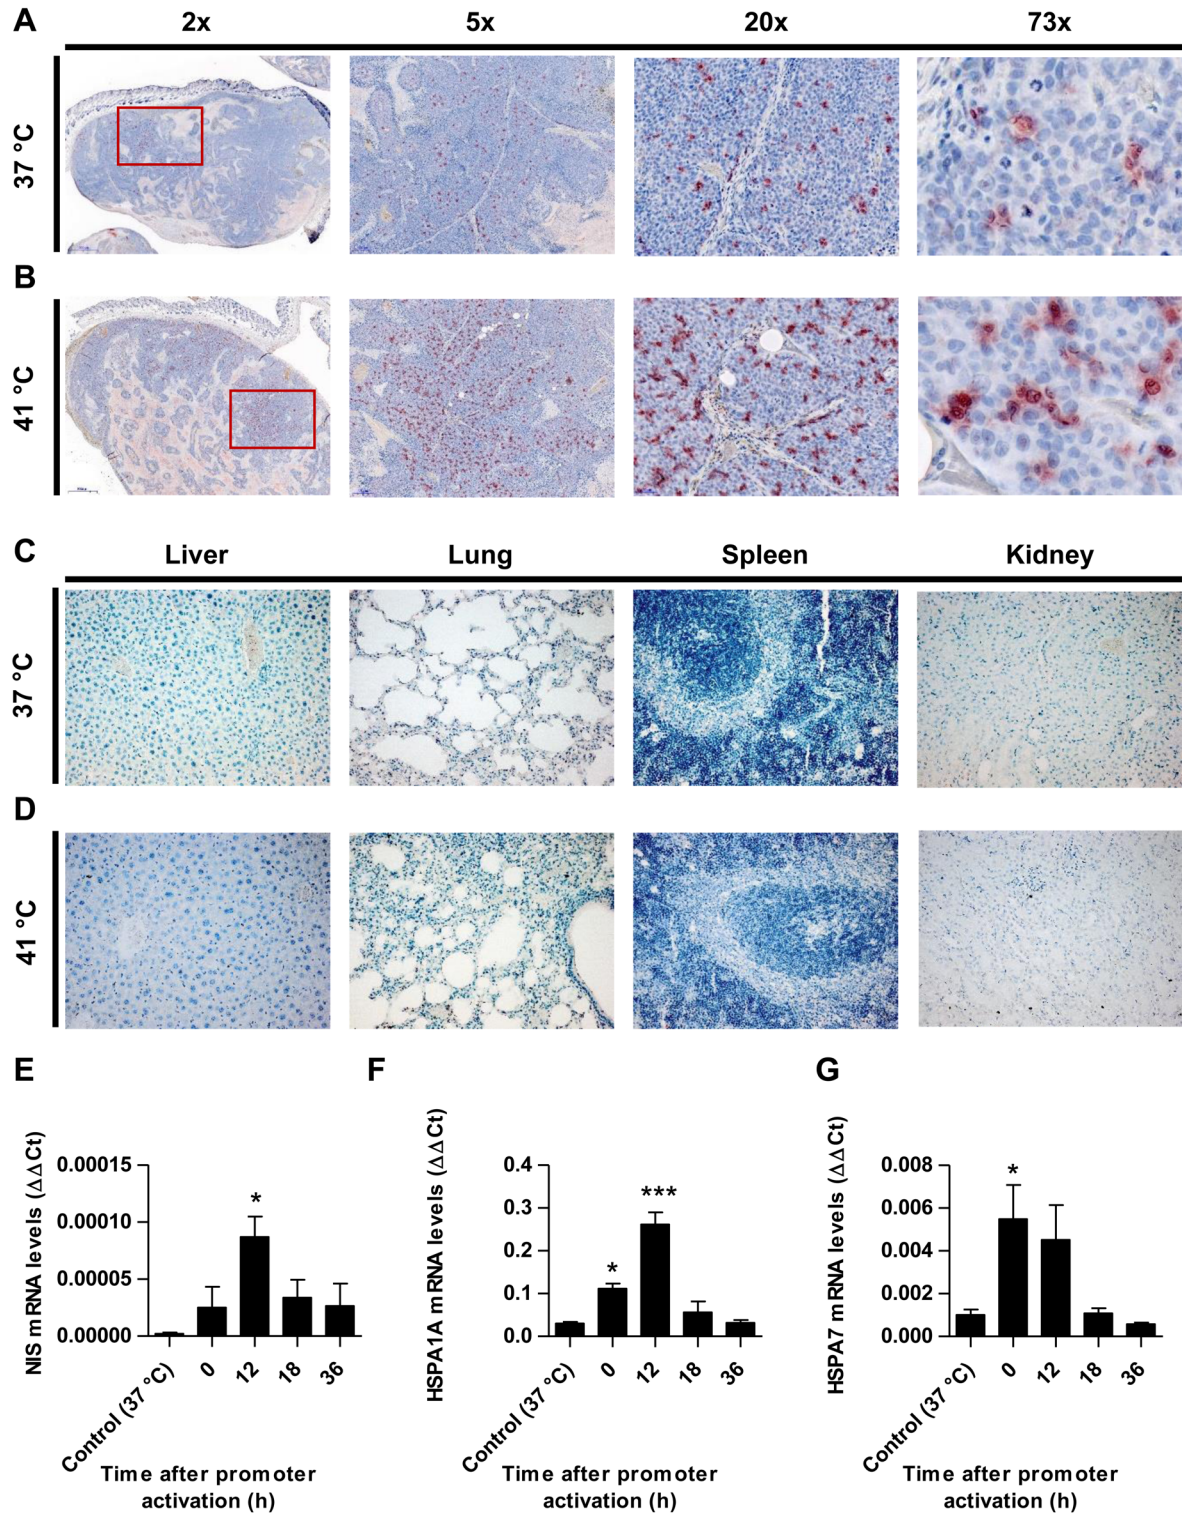 A
2x 5x 20x 73x
37 °C
B
41 °C
C
Liver Lung Spleen Kidney
37 °C
D
41 °C
E F G
NIS mRNA levels (ΔΔCt)
0.00015
0.00010
0.00005
0.00000
*
Control (37 °C) 0 12 18 36
Time after promoter
activation (h)
HSPA1A mRNA levels (ΔΔCt)
0.4
0.3
0.2
0.1
0.0
* ***
Control (37 °C) 0 12 18 36
Time after promoter
activation (h)
HSPA7 mRNA levels (ΔΔCt)
0.008
0.006
0.004
0.002
0.000
*
Control (37 °C) 0 12 18 36
Time after promoter
activation (h)